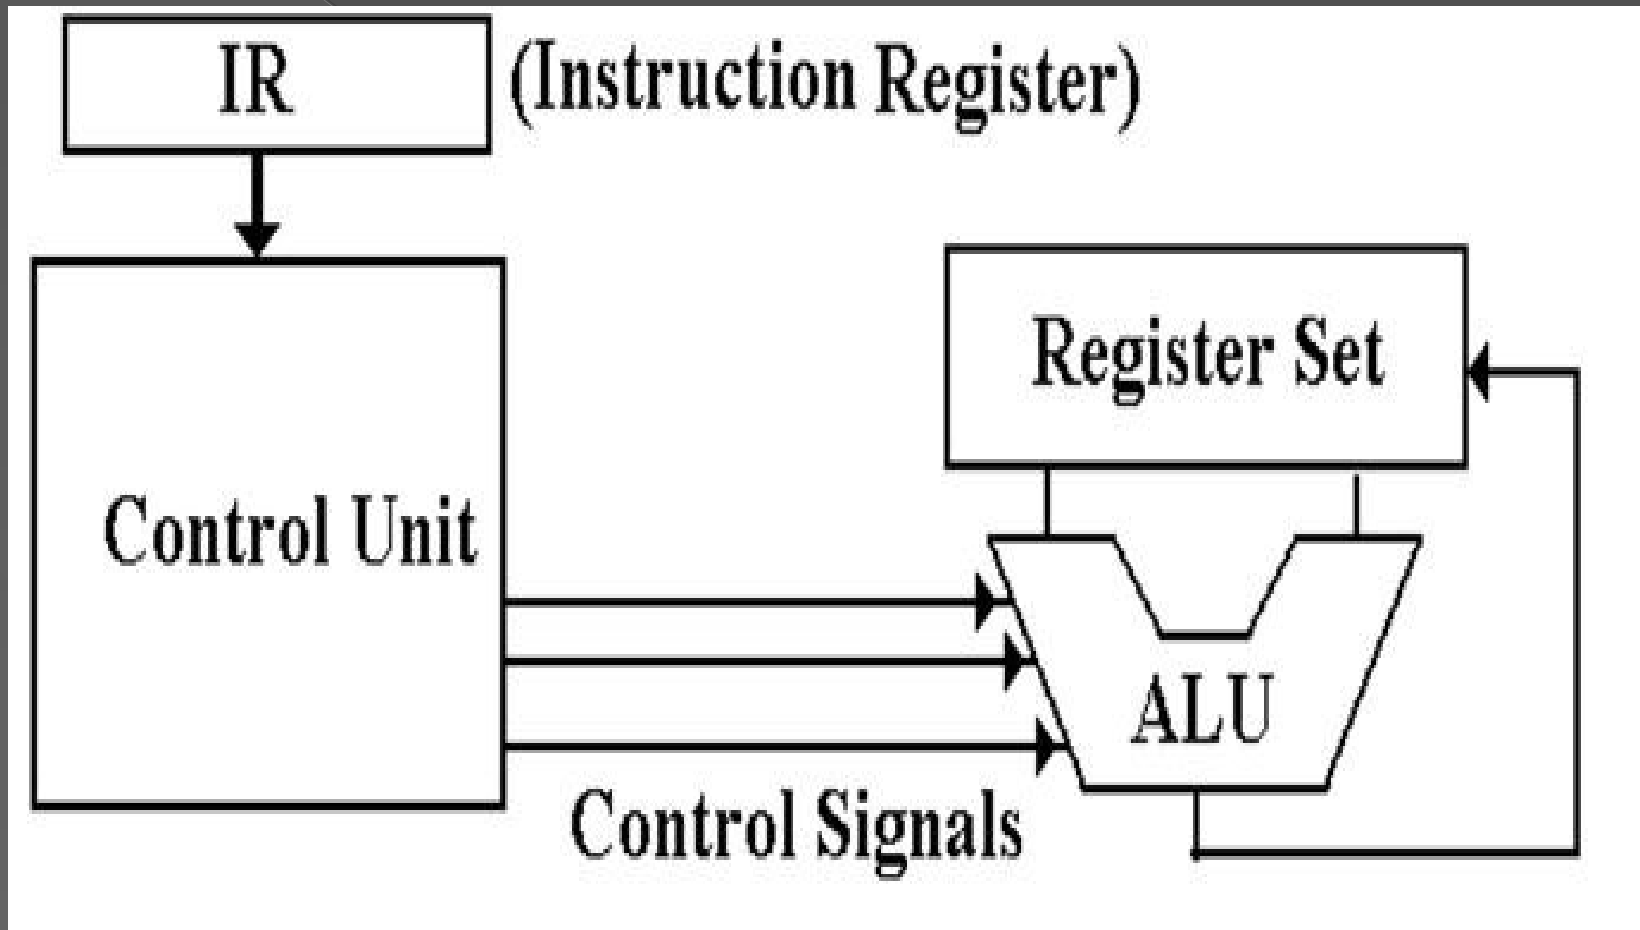 IR (Instruction Register)
Register Set
Control Unit
ALU
Control Signals